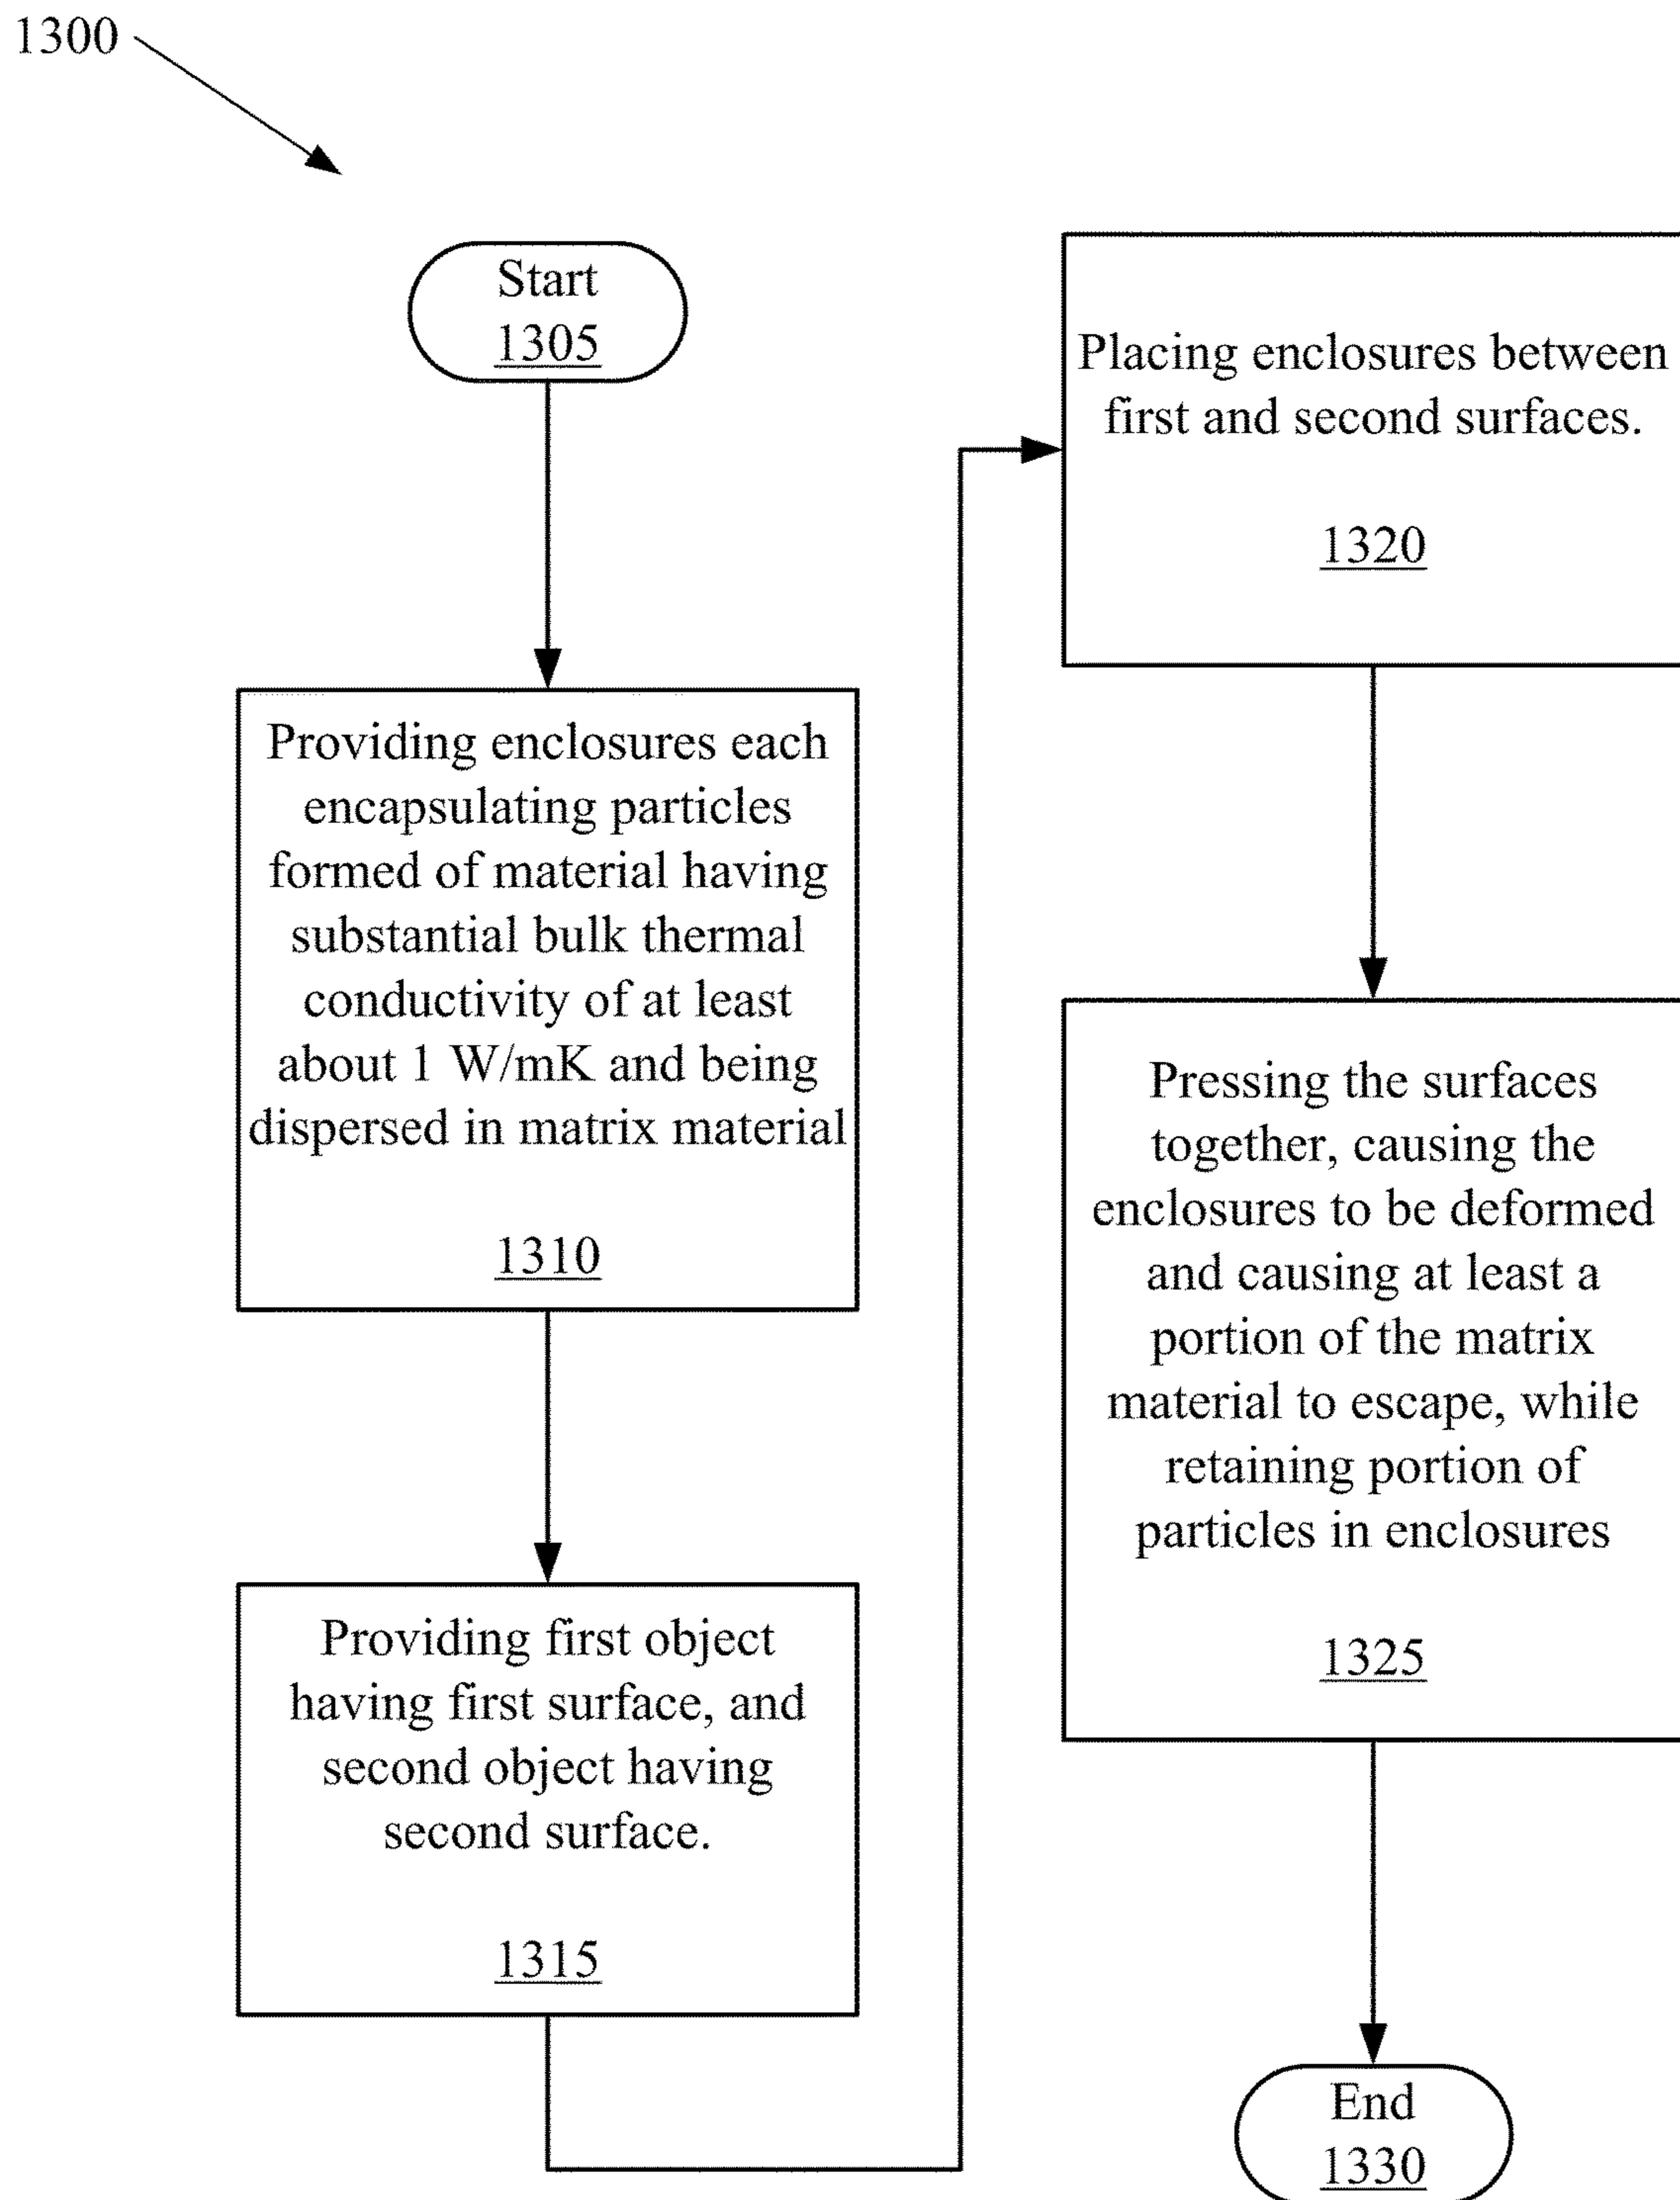 1300
Start
1305
Providing enclosures each
encapsulating particles
formed of material having
substantial bulk thermal
conductivity of at least
about 1 W/mK and being
dispersed in matrix material
1310
Providing first object
having first surface, and
second object having
second surface.
1315
Placing enclosures between
first and second surfaces.
1320
Pressing the surfaces
together, causing the
enclosures to be deformed
and causing at least a
portion of the matrix
material to escape, while
retaining portion of
particles in enclosures
1325
End
1330